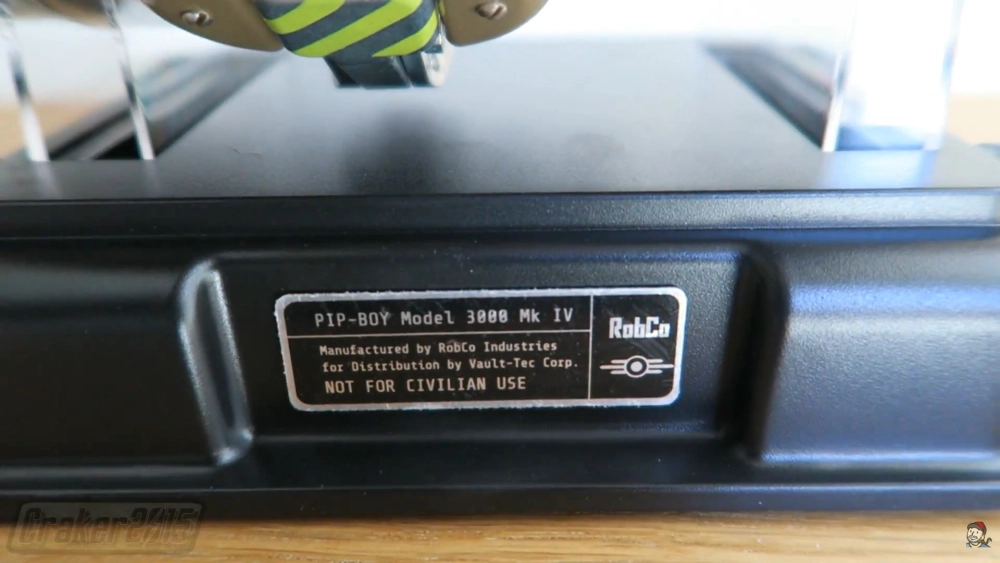 PIP-BOY Model 3000 Mk IV
Manufactured by RobCo Industries
for Distribution by Vault-Tec Corp.
NOT FOR CIVILIAN USE
RobCo
Craker2015